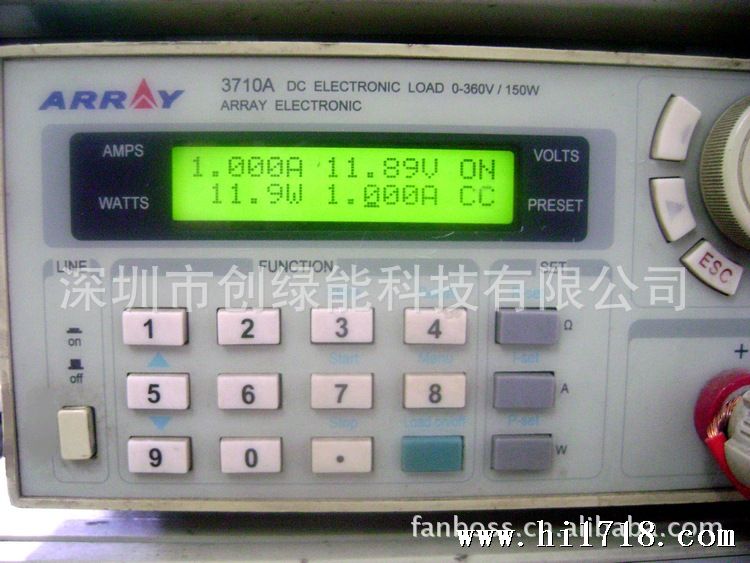 ARRAY
3710A DC ELECTRONIC LOAD 0-360V / 150W
ARRAY ELECTRONIC
AMPS
WATTS
1.000A 11.89V ON
11.9W 1.000A CC
VOLTS
PRESET
ESC
LINE
FUNCTION
SET
深圳市创绿能科技有限公司
on
off
1 2 3 4
Ω
Start Menu I-set
5 6 7 8
A
Stop Load on/off P-set
9 0 .
W
+
fanboss.cn.alibaba.com
www.hi1718.com